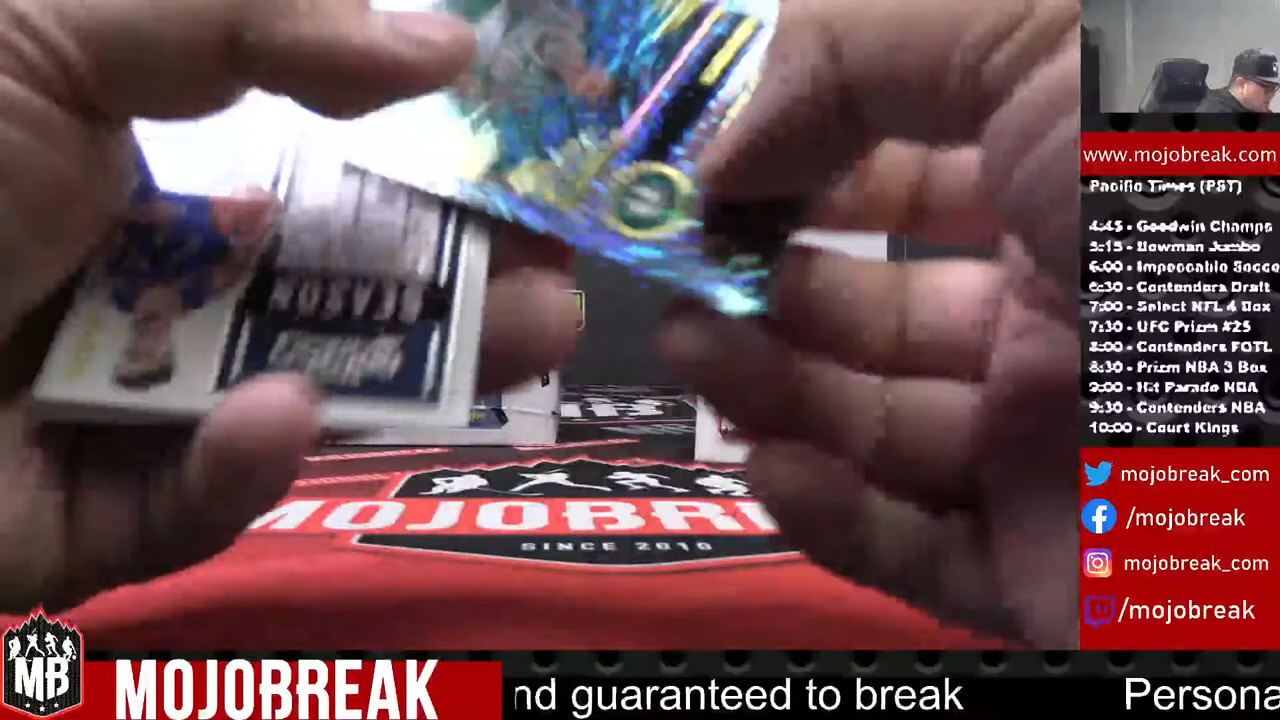 SEASON
MOJOBRE
SINCE 2010
www.mojobreak.com
Pacific Times (PST)
4:45 - Goodwin Champs
5:15 - Bowman Jumbo
6:00 - Impeccable Socce
6:30 - Contenders Draft
7:00 - Select NFL 4 Box
7:30 - UFC Prizm #25
8:00 - Contenders FOTL
8:30 - Prizm NBA 3 Box
9:00 - Hit Parade NBA
9:30 - Contenders NBA
10:00 - Court Kings
mojobreak_com
/mojobreak
mojobreak_com
/mojobreak
MB
MOJOBREAK
nd guaranteed to break Persona